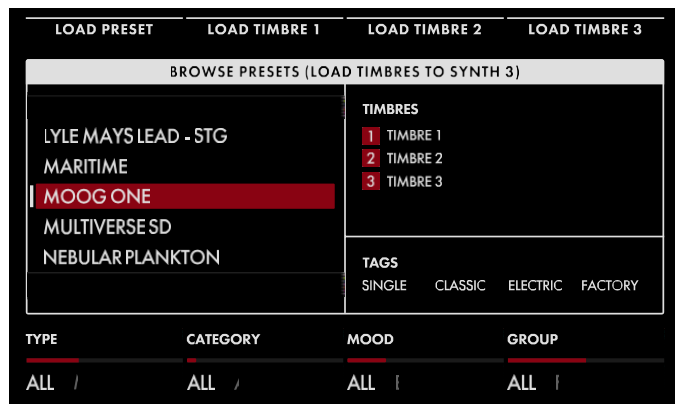 LOAD PRESET LOAD TIMBRE 1 LOAD TIMBRE 2 LOAD TIMBRE 3
BROWSE PRESETS (LOAD TIMBRES TO SYNTH 3)
LYLE MAYS LEAD - STG
MARITIME
MOOG ONE
MULTIVERSE SD
NEBULAR PLANKTON
TIMBRES
1 TIMBRE 1
2 TIMBRE 2
3 TIMBRE 3
TAGS
SINGLE CLASSIC ELECTRIC FACTORY
TYPE CATEGORY MOOD GROUP
ALL ALL ALL ALL